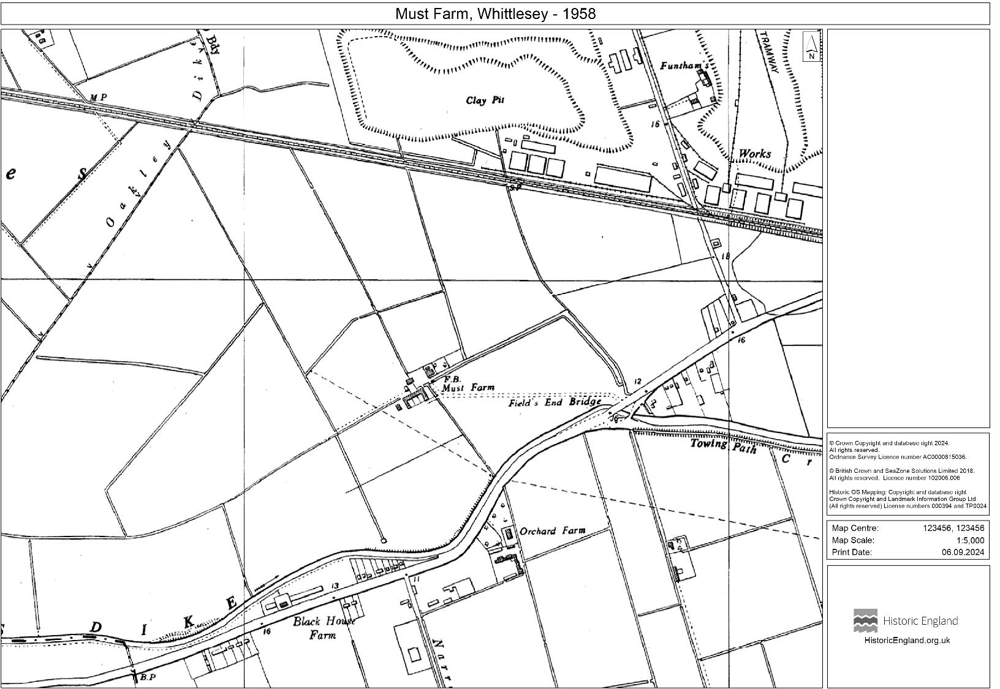 Must Farm, Whittlesey - 1958
Bdy
Dike
TRAMWAY
N
Funtham's
M.P
Clay Pit
16
Works
e s
Oakley
S.P
18
16
F.B.
Must Farm
12
Field's End Bridge
16
Towing Path
C r
Orchard Farm
11
13
DIKE
Black House
Farm
16
Narr
B.P
© Crown Copyright and database right 2024.
All rights reserved.
Ordnance Survey Licence number AC0000815036.
© British Crown and SeaZone Solutions Limited 2018.
All rights reserved. Licence number 102006.006
Historic OS Mapping: Copyright and database right
Crown Copyright and Landmark Information Group Ltd
(All rights reserved) License numbers 000394 and TP0024
Map Centre: 123456, 123456
Map Scale: 1:5,000
Print Date: 06.09.2024
Historic England
HistoricEngland.org.uk